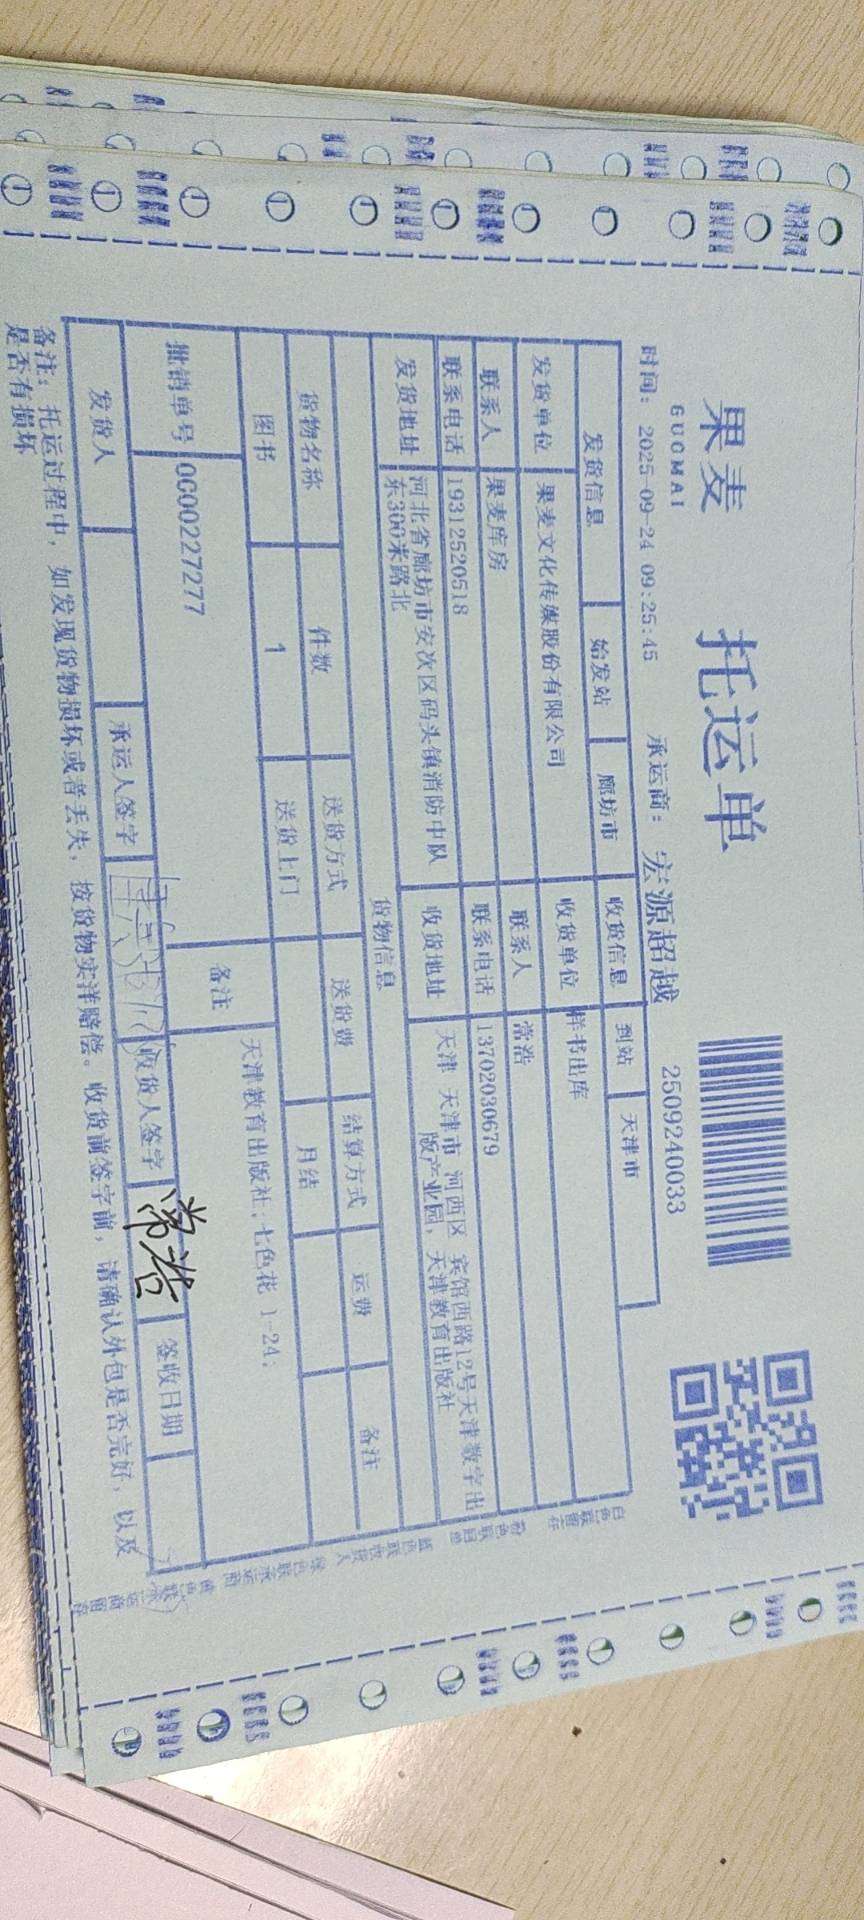 果麦 托运单
GUOMAI
时间：2025-09-24 09:25:45 承运商：宏源超越 2509240033
发货信息 始发站 廊坊市 收货信息 到站 天津市
发货单位 果麦文化传媒股份有限公司 收货单位 样书出库
联系人 果麦库房 联系人 常浩
联系电话 19312520518 联系电话 13702030679
发货地址 河北省廊坊市安次区码头镇消防中队东300米路北 收货地址 天津 天津市 河西区 宾馆西路12号天津数字出版产业园，天津教育出版社
货物信息
货物名称 件数 送货方式 送货费 结算方式 运费 备注
图书 1 送货上门 月结
批销单号 0C00227277 备注 天津教育出版社:七色花 1-24;
发货人 承运人签字 收货人签字 常浩 签收日期
备注：托运过程中，如发现货物损坏或者丢失，按货物实洋赔偿。收货前签字前，请确认外包是否完好，以及
是否有损坏